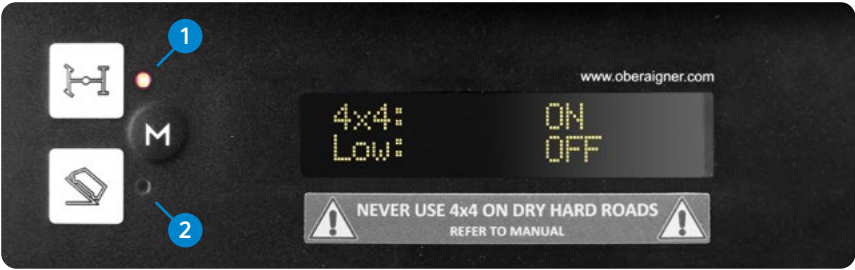 1
www.oberaigner.com
4x4: ON
M
Low: OFF
2
NEVER USE 4x4 ON DRY HARD ROADS
REFER TO MANUAL